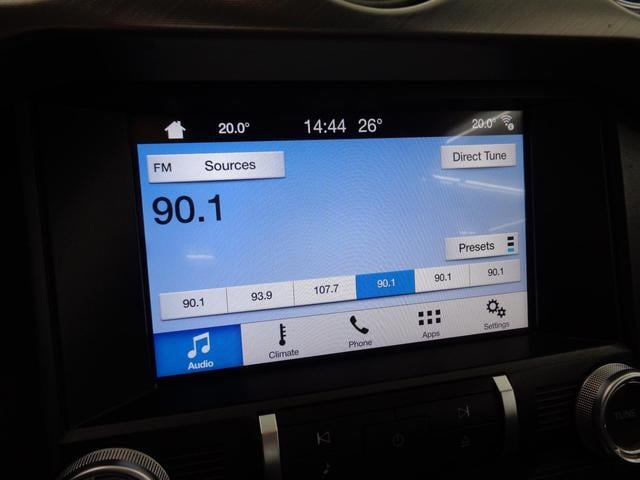 20.0° 14:44 26° 20.0°
FM Sources Direct Tune
90.1
Presets
90.1 93.9 107.7 90.1 90.1 90.1
Audio Climate Phone Apps Settings
TUNE